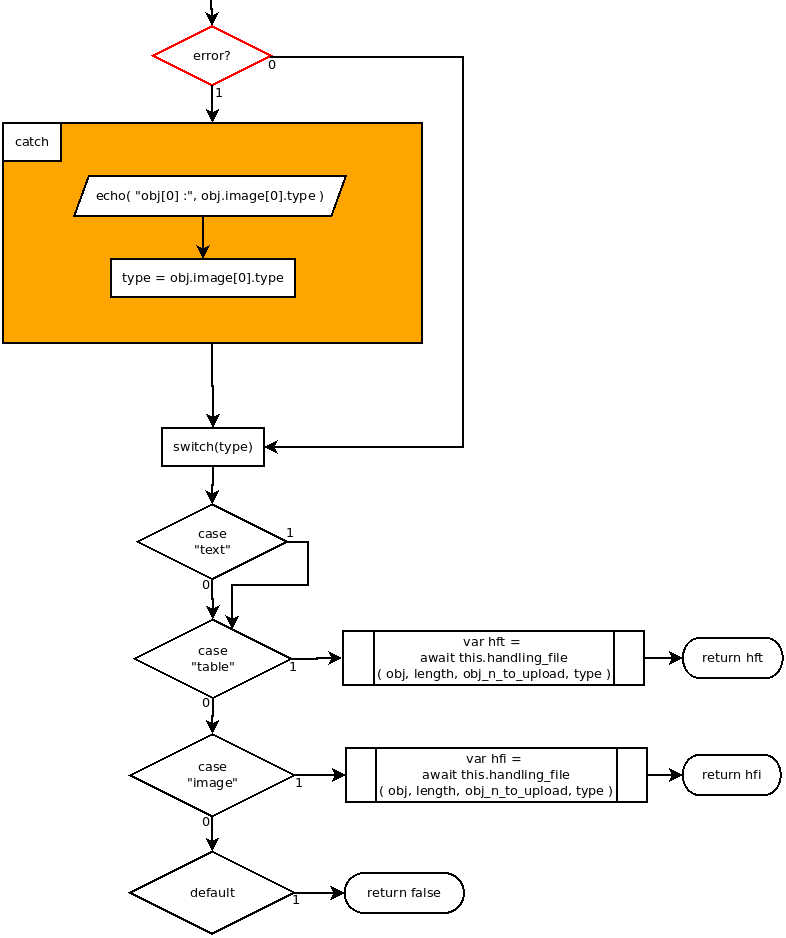 error?
0
1
catch
echo( "obj[0] :", obj.image[0].type )
type = obj.image[0].type
switch(type)
case
"text"
1
0
case
"table"
1
0
var hft =
await this.handling_file
( obj, length, obj_n_to_upload, type )
return hft
case
"image"
1
0
var hfi =
await this.handling_file
( obj, length, obj_n_to_upload, type )
return hfi
default
1
return false